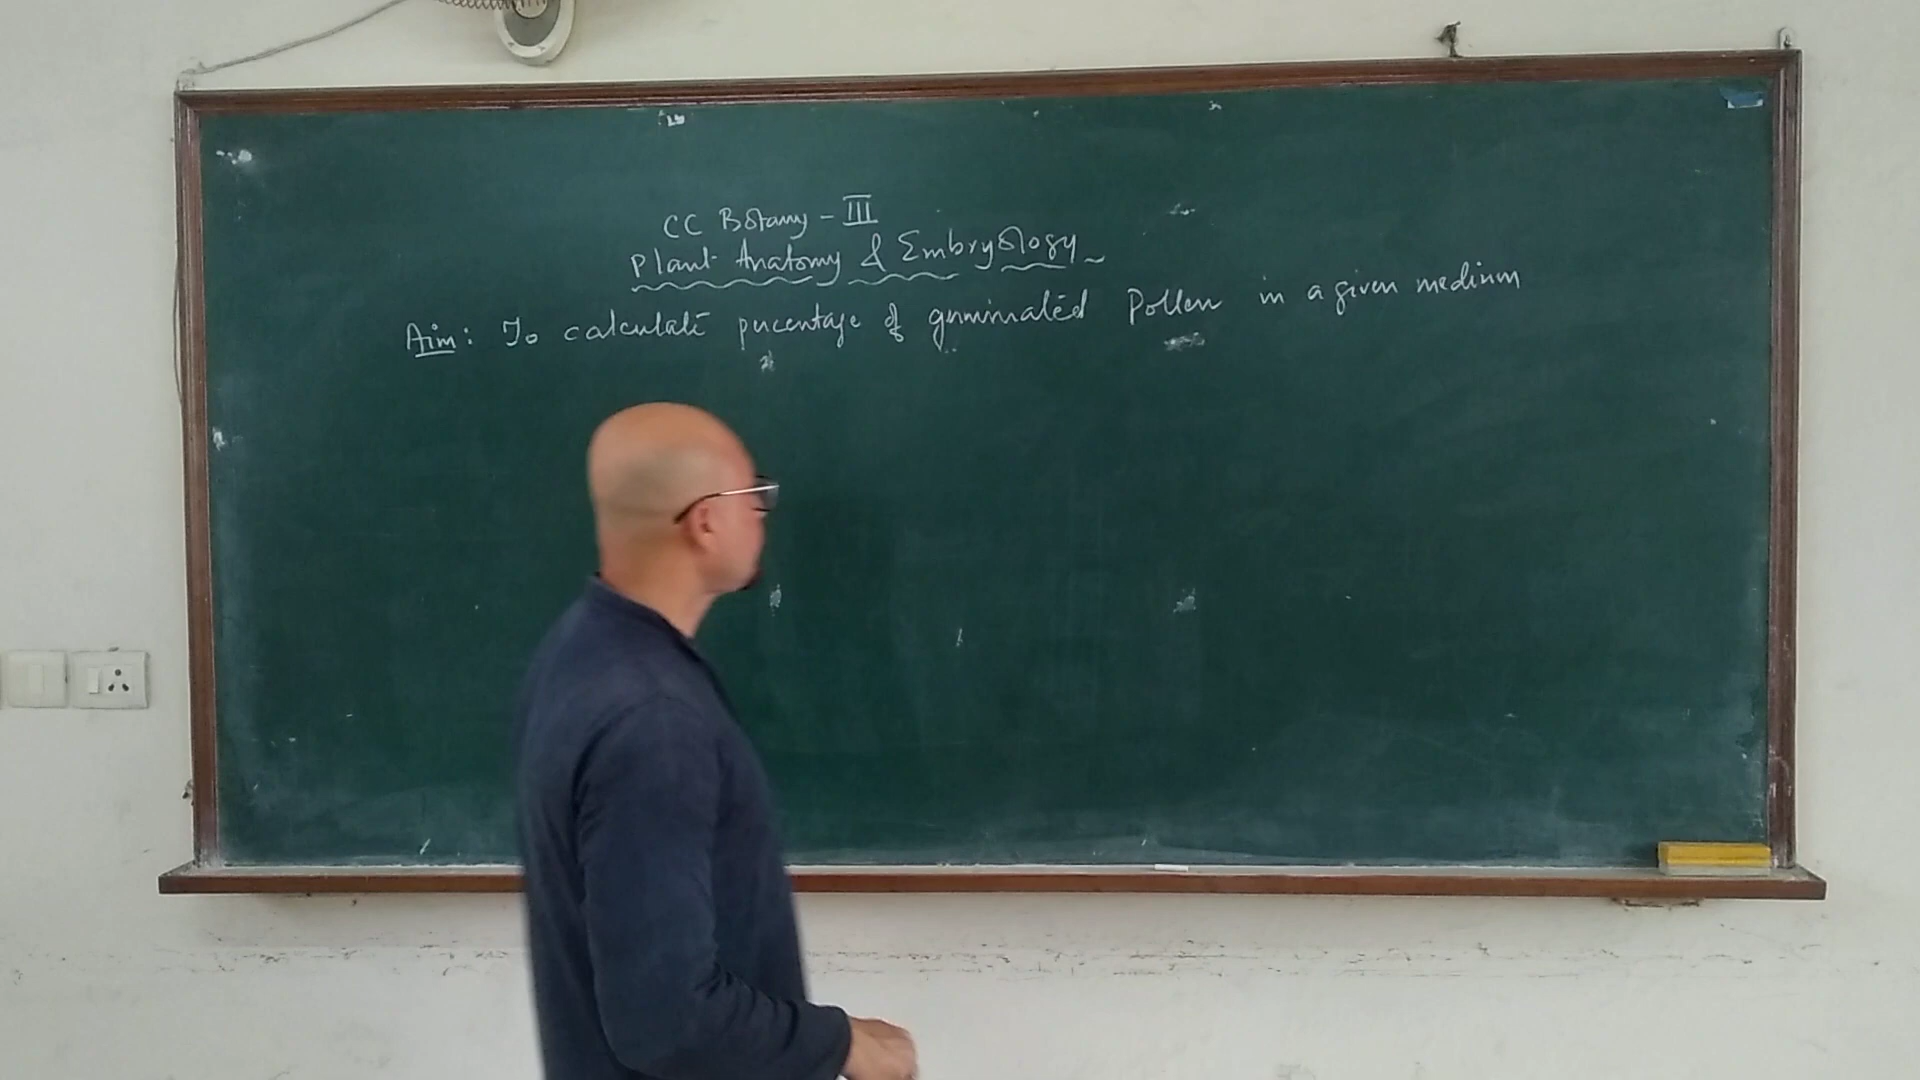 CC Botany - III
Plant Anatomy & Embryology
Aim: To calculate percentage of germinated Pollen in a given medium